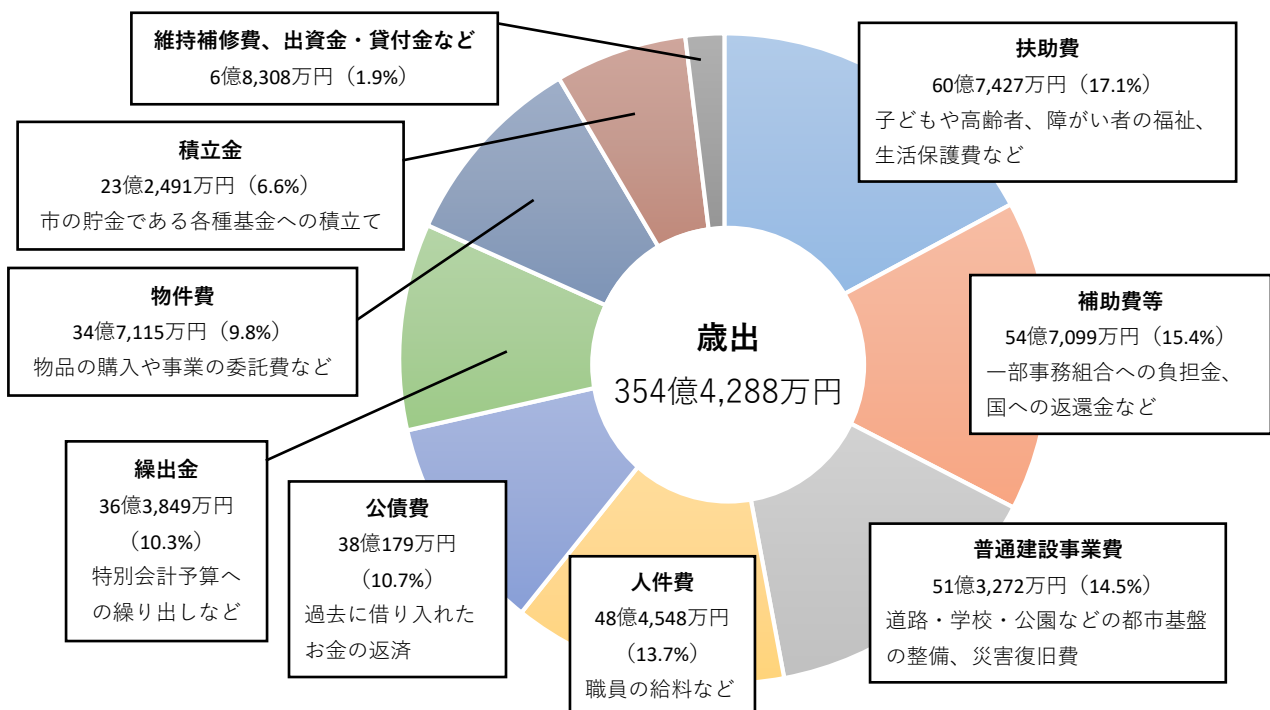 維持補修費、出資金・貸付金など
6億8,308万円（1.9%）
扶助費
60億7,427万円（17.1%）
子どもや高齢者、障がい者の福祉、
生活保護費など
積立金
23億2,491万円（6.6%）
市の貯金である各種基金への積立て
物件費
34億7,115万円（9.8%）
物品の購入や事業の委託費など
補助費等
54億7,099万円（15.4%）
一部事務組合への負担金、
国への返還金など
歳出
354億4,288万円
繰出金
36億3,849万円
（10.3%）
特別会計予算へ
の繰り出しなど
公債費
38億179万円
（10.7%）
過去に借り入れた
お金の返済
人件費
48億4,548万円
（13.7%）
職員の給料など
普通建設事業費
51億3,272万円（14.5%）
道路・学校・公園などの都市基盤
の整備、災害復旧費